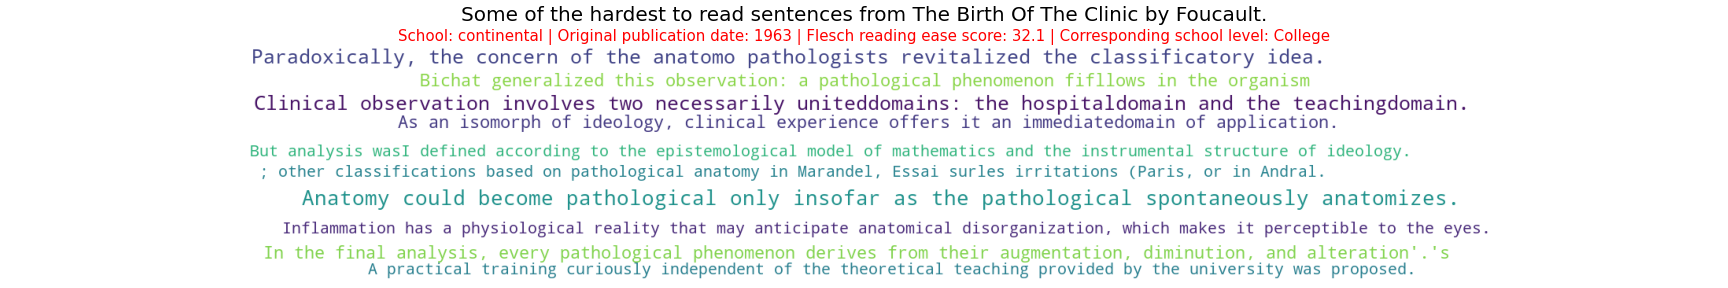 Some of the hardest to read sentences from The Birth Of The Clinic by Foucault.
School: continental | Original publication date: 1963 | Flesch reading ease score: 32.1 | Corresponding school level: College
Paradoxically, the concern of the anatomo pathologists revitalized the classificatory idea.
Bichat generalized this observation: a pathological phenomenon fifllows in the organism
Clinical observation involves two necessarily uniteddomains: the hospitaldomain and the teachingdomain.
As an isomorph of ideology, clinical experience offers it an immediatedomain of application.
But analysis wasI defined according to the epistemological model of mathematics and the instrumental structure of ideology.
; other classifications based on pathological anatomy in Marandel, Essai surles irritations (Paris, or in Andral.
Anatomy could become pathological only insofar as the pathological spontaneously anatomizes.
Inflammation has a physiological reality that may anticipate anatomical disorganization, which makes it perceptible to the eyes.
In the final analysis, every pathological phenomenon derives from their augmentation, diminution, and alteration'.'s
A practical training curiously independent of the theoretical teaching provided by the university was proposed.